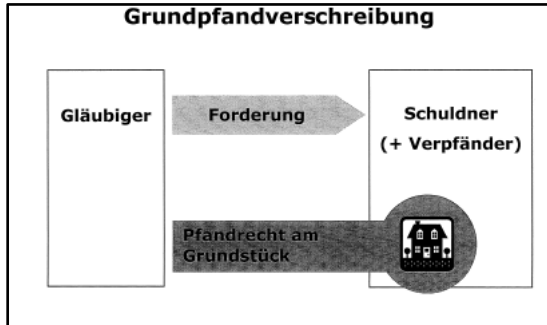 Grundpfandverschreibung
Gläubiger
Forderung
Schuldner
(+ Verpfänder)
Pfandrecht am
Grundstück